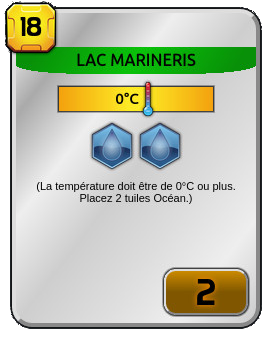 18
LAC MARINERIS
0°C
(La température doit être de 0°C ou plus.
Placez 2 tuiles Océan.)
2